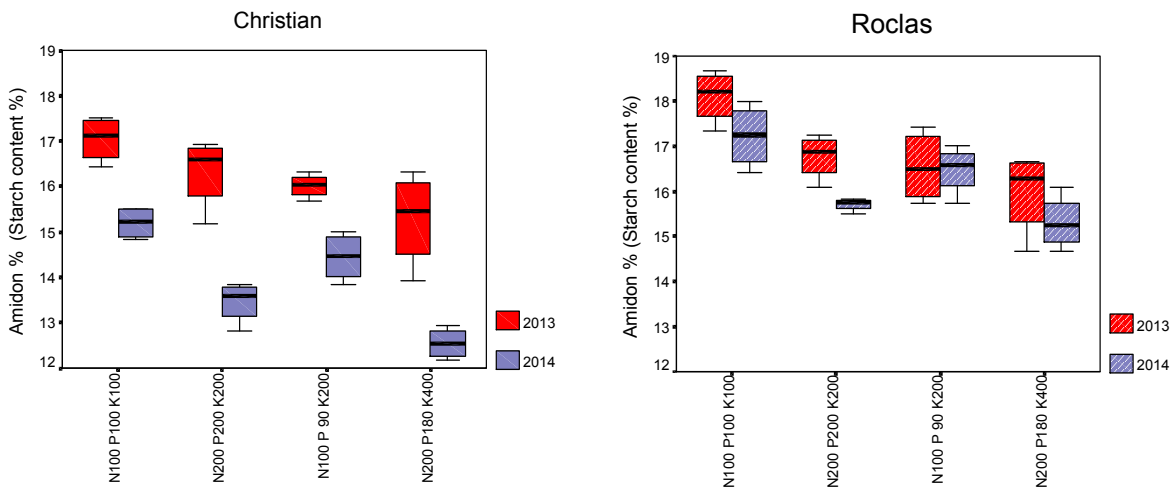 Christian
Amidon % (Starch content %)
19
18
17
16
15
14
13
12
N100 P100 K100
N200 P200 K200
N100 P 90 K200
N200 P180 K400
2013
2014
Roclas
Amidon % (Starch content %)
19
18
17
16
15
14
13
12
N100 P100 K100
N200 P200 K200
N100 P 90 K200
N200 P180 K400
2013
2014